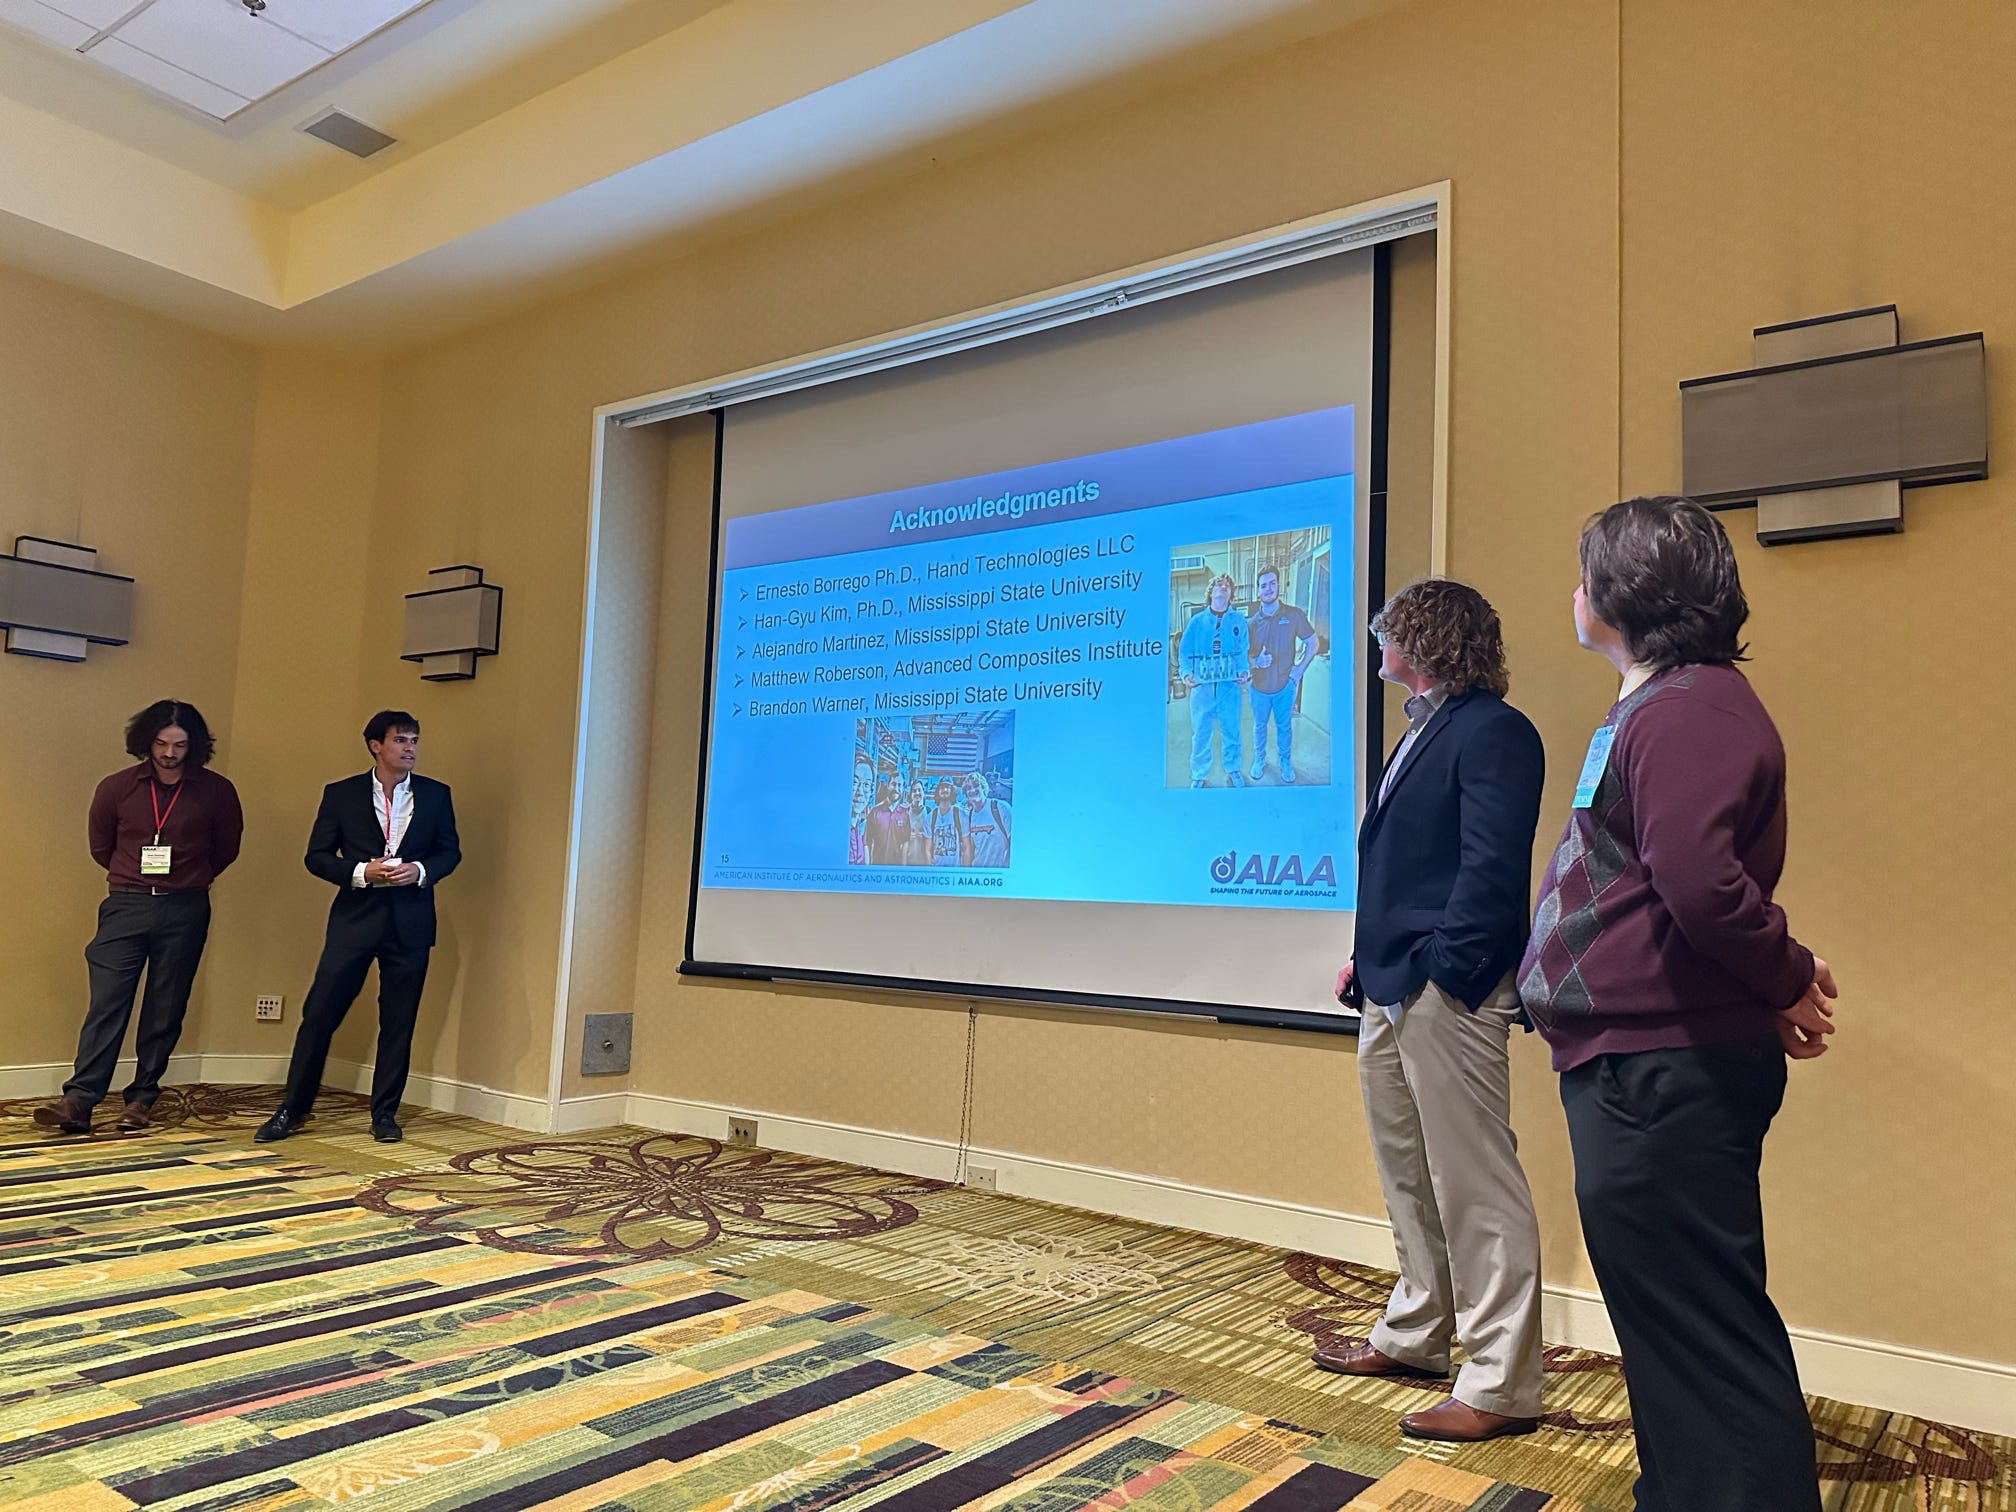 Acknowledgments
➢ Ernesto Borrego Ph.D., Hand Technologies LLC
➢ Han-Gyu Kim, Ph.D., Mississippi State University
➢ Alejandro Martinez, Mississippi State University
➢ Matthew Roberson, Advanced Composites Institute
➢ Brandon Warner, Mississippi State University
15
AMERICAN INSTITUTE OF AERONAUTICS AND ASTRONAUTICS | AIAA.ORG
AIAA
SHAPING THE FUTURE OF AEROSPACE